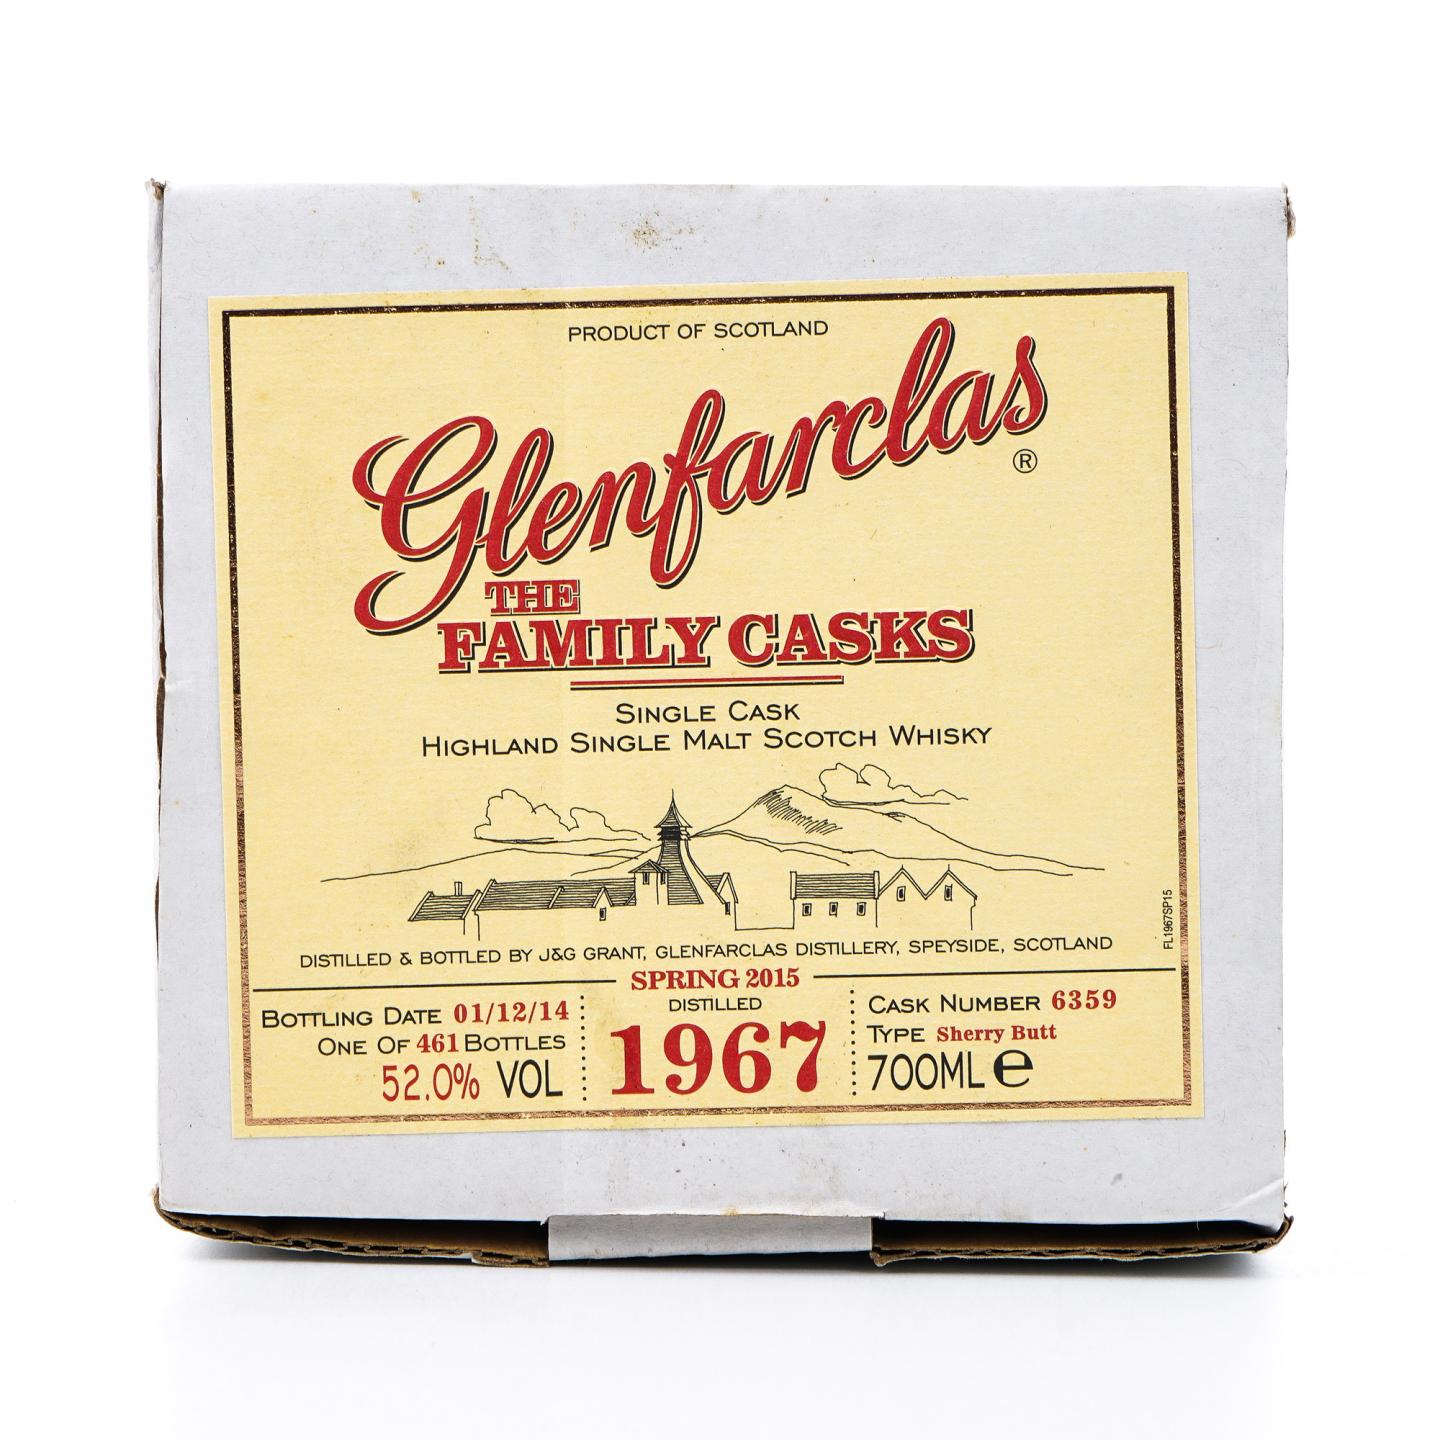 PRODUCT OF SCOTLAND
Glenfarclas ®
THE
FAMILY CASKS
SINGLE CASK
HIGHLAND SINGLE MALT SCOTCH WHISKY
FL1967SP15
DISTILLED & BOTTLED BY J&G GRANT, GLENFARCLAS DISTILLERY, SPEYSIDE, SCOTLAND
SPRING 2015
BOTTLING DATE 01/12/14
ONE OF 461 BOTTLES
52.0% VOL
DISTILLED
1967
CASK NUMBER 6359
TYPE Sherry Butt
700ML e